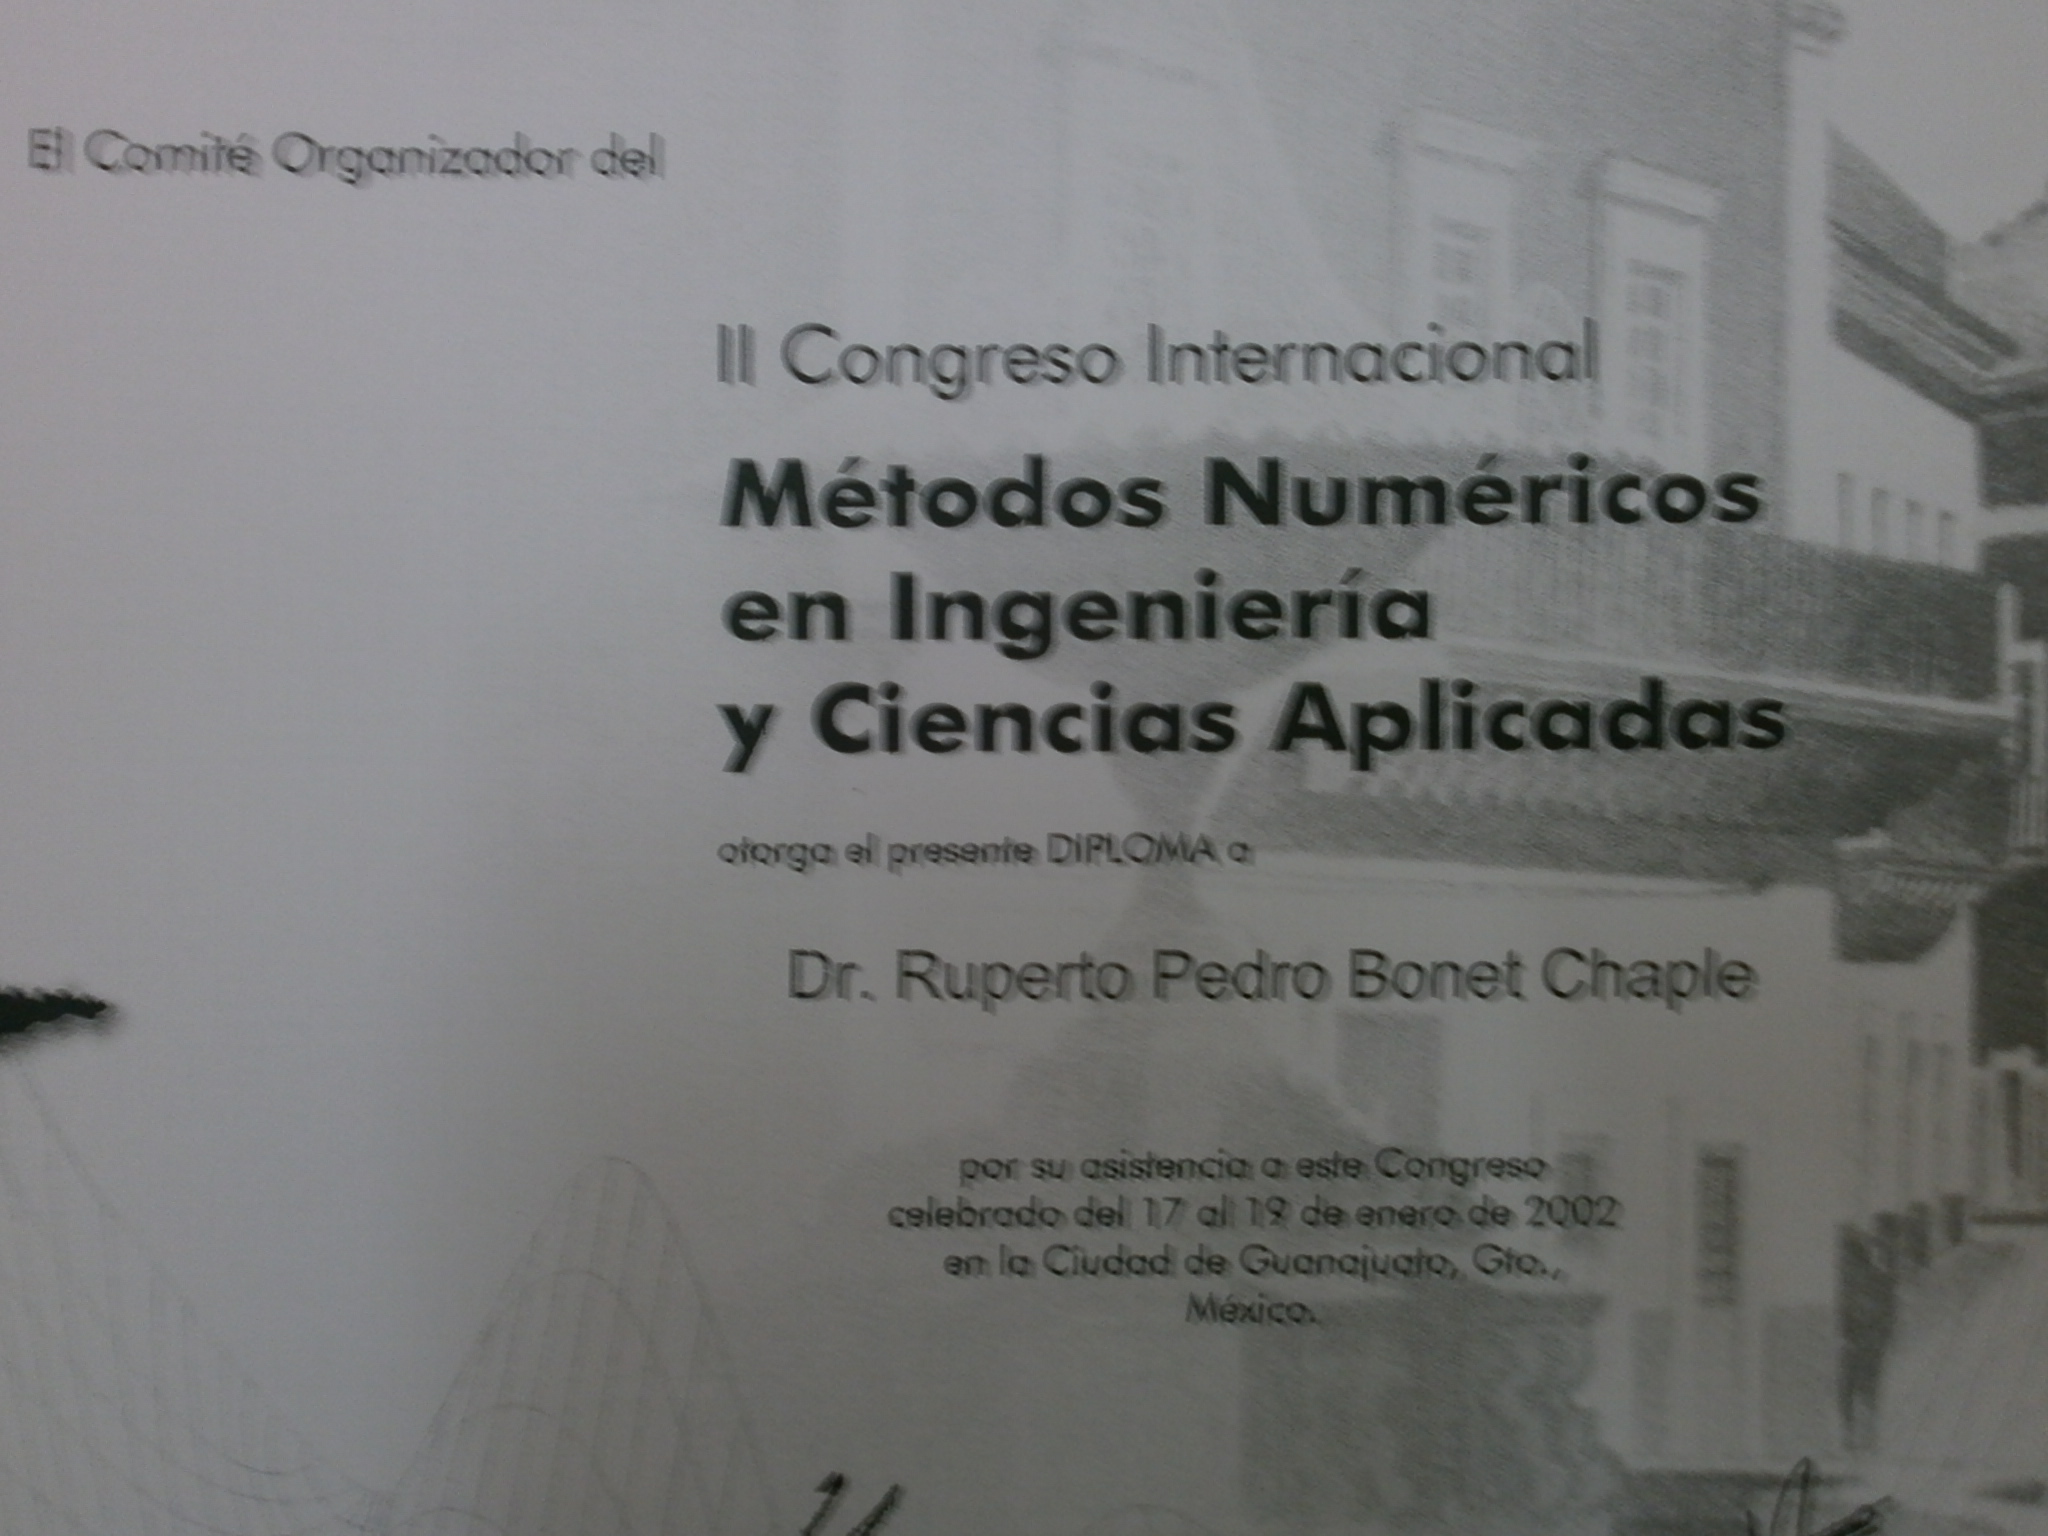 El Comité Organizador del
II Congreso Internacional
Métodos Numéricos
en Ingeniería
y Ciencias Aplicadas
otorga el presente DIPLOMA a
Dr. Ruperto Pedro Bonet Chaple
por su asistencia a este Congreso
celebrado del 17 al 19 de enero de 2002
en la Ciudad de Guanajuato, Gto.,
México.